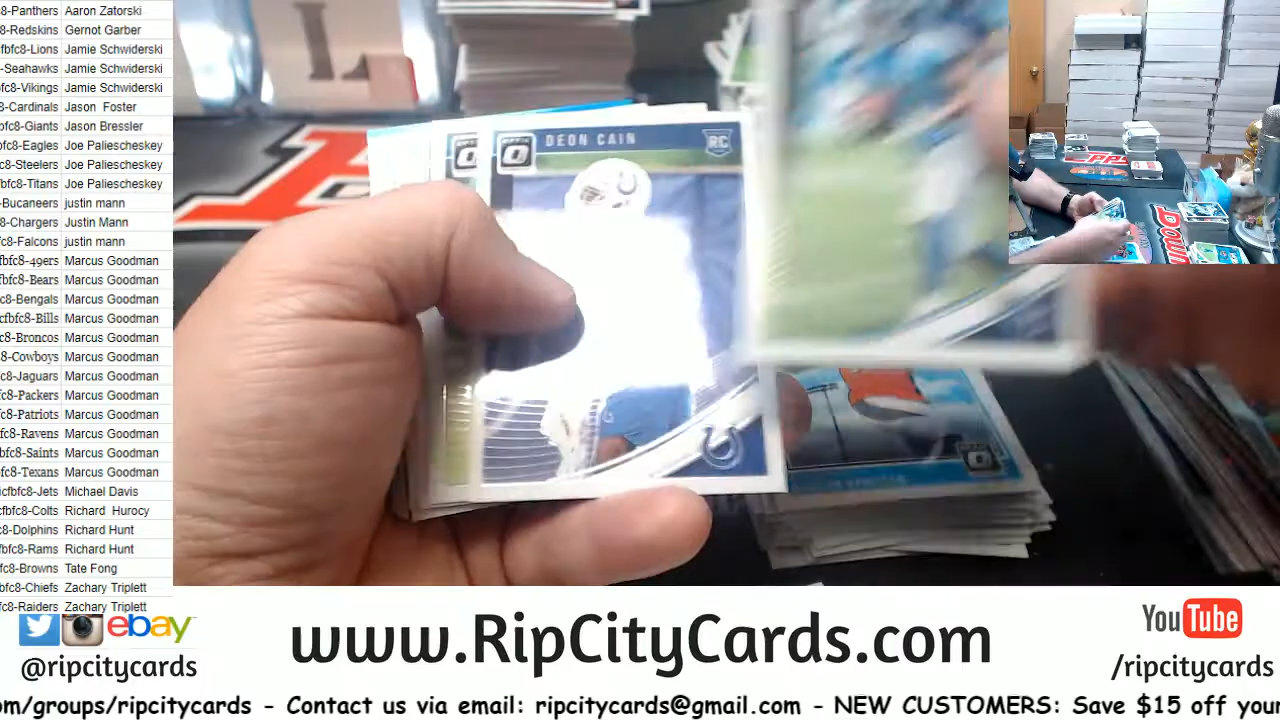 8-Panthers Aaron Zatorski
8-Redskins Gernot Garber
fbfc8-Lions Jamie Schwiderski
-Seahawks Jamie Schwiderski
fc8-Vikings Jamie Schwiderski
8-Cardinals Jason Foster
bfc8-Giants Jason Bressler
bfc8-Eagles Joe Paliescheskey
c8-Steelers Joe Paliescheskey
bfc8-Titans Joe Paliescheskey
-Bucaneers justin mann
-Chargers Justin Mann
fc8-Falcons justin mann
fbfc8-49ers Marcus Goodman
bfc8-Bears Marcus Goodman
c8-Bengals Marcus Goodman
icfbfc8-Bills Marcus Goodman
c8-Broncos Marcus Goodman
8-Cowboys Marcus Goodman
c8-Jaguars Marcus Goodman
c8-Packers Marcus Goodman
fc8-Patriots Marcus Goodman
fc8-Ravens Marcus Goodman
bfc8-Saints Marcus Goodman
fc8-Texans Marcus Goodman
icfbfc8-Jets Michael Davis
cfbfc8-Colts Richard Hurocy
c8-Dolphins Richard Hunt
bfc8-Rams Richard Hunt
fc8-Browns Tate Fong
bfc8-Chiefs Zachary Triplett
fc8-Raiders Zachary Triplett
DEON CAIN
RC
ebay
@ripcitycards
www.RipCityCards.com
YouTube
/ripcitycards
om/groups/ripcitycards - Contact us via email: ripcitycards@gmail.com - NEW CUSTOMERS: Save $15 off your